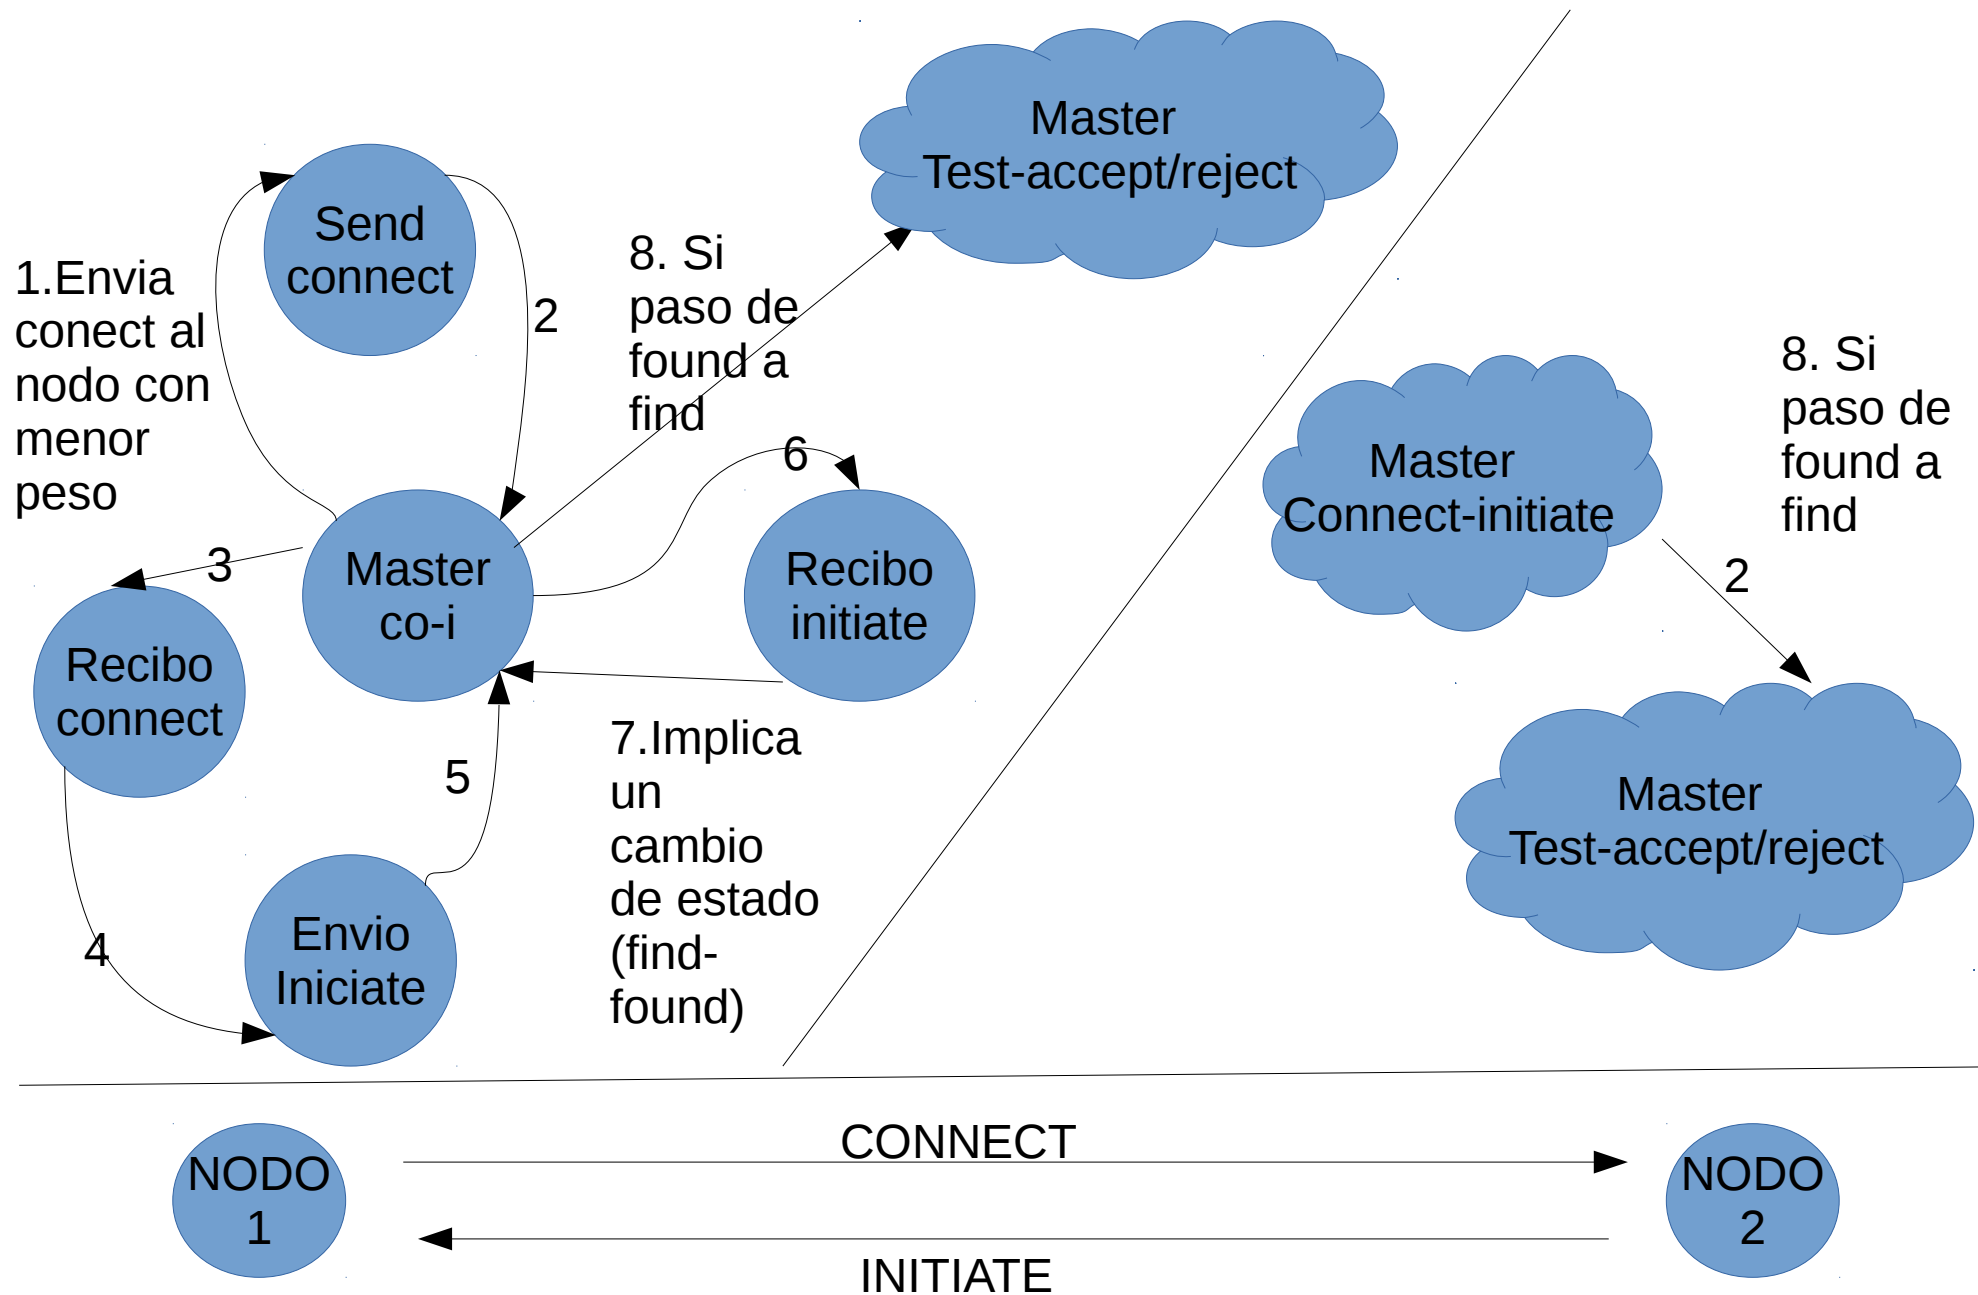 Master
Test-accept/reject
Send
connect
1.Envia
conect al
nodo con
menor
peso
2
8. Si
paso de
found a
find
6
3
Master
co-i
Recibo
initiate
Recibo
connect
5
7.Implica
un
cambio
de estado
(find-
found)
4
Envio
Iniciate
8. Si
paso de
found a
find
Master
Connect-initiate
2
Master
Test-accept/reject
CONNECT
NODO
1
NODO
2
INITIATE